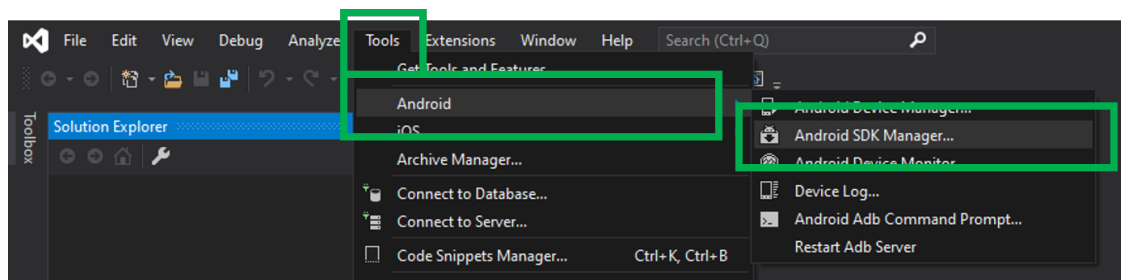 File Edit View Debug Analyze Tools Extensions Window Help Search (Ctrl+Q)
Get Tools and Features...
Android
iOS
Archive Manager...
Connect to Database...
Connect to Server...
Code Snippets Manager... Ctrl+K, Ctrl+B
Android Device Manager...
Android SDK Manager...
Android Device Monitor...
Device Log...
Android Adb Command Prompt...
Restart Adb Server
Toolbox
Solution Explorer